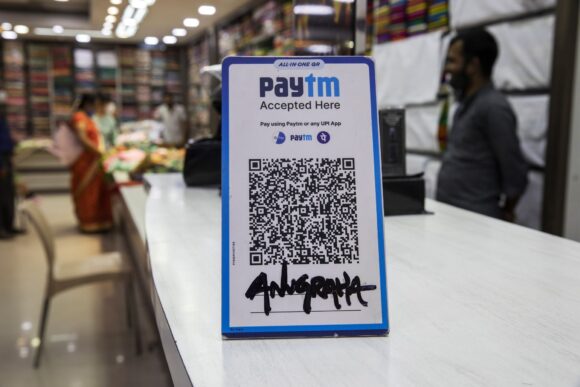 ALL-IN-ONE QR
paytm
Accepted Here
Pay using Paytm or any UPI App
paytm
ANUGRAHA